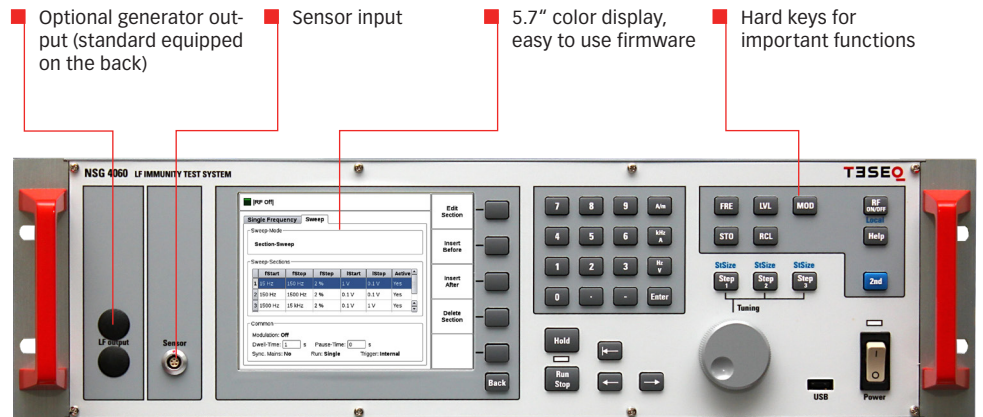 Optional generator out-
put (standard equipped
on the back)
Sensor input
5.7“ color display,
easy to use firmware
Hard keys for
important functions
NSG 4060 LF IMMUNITY TEST SYSTEM
TESEQ
[RF Off]
Single Frequency Sweep
Sweep-Mode
Section-Sweep
Sweep-Sections
fStart fStop fStep lStart lStop Active
1 15 Hz 150 Hz 2 % 1 V 0.1 V Yes
2 150 Hz 1500 Hz 2 % 0.1 V 0.1 V Yes
3 1500 Hz 15 kHz 2 % 0.1 V 1 V Yes
Common
Modulation: Off
Dwell-Time: 1 s Pause-Time: 0 s
Sync. Mains: No Run: Single Trigger: Internal
Edit
Section
Insert
Before
Insert
After
Delete
Section
Back
LF output
Sensor
7 8 9 A/m
4 5 6 kHz
A
1 2 3 Hz
V
0 . - Enter
Hold
Run
Stop
FRE LVL MOD
STO RCL
RF
ON/OFF
Local
Help
StSize StSize StSize
Step
1
Step
2
Step
3
2nd
Tuning
USB
Power